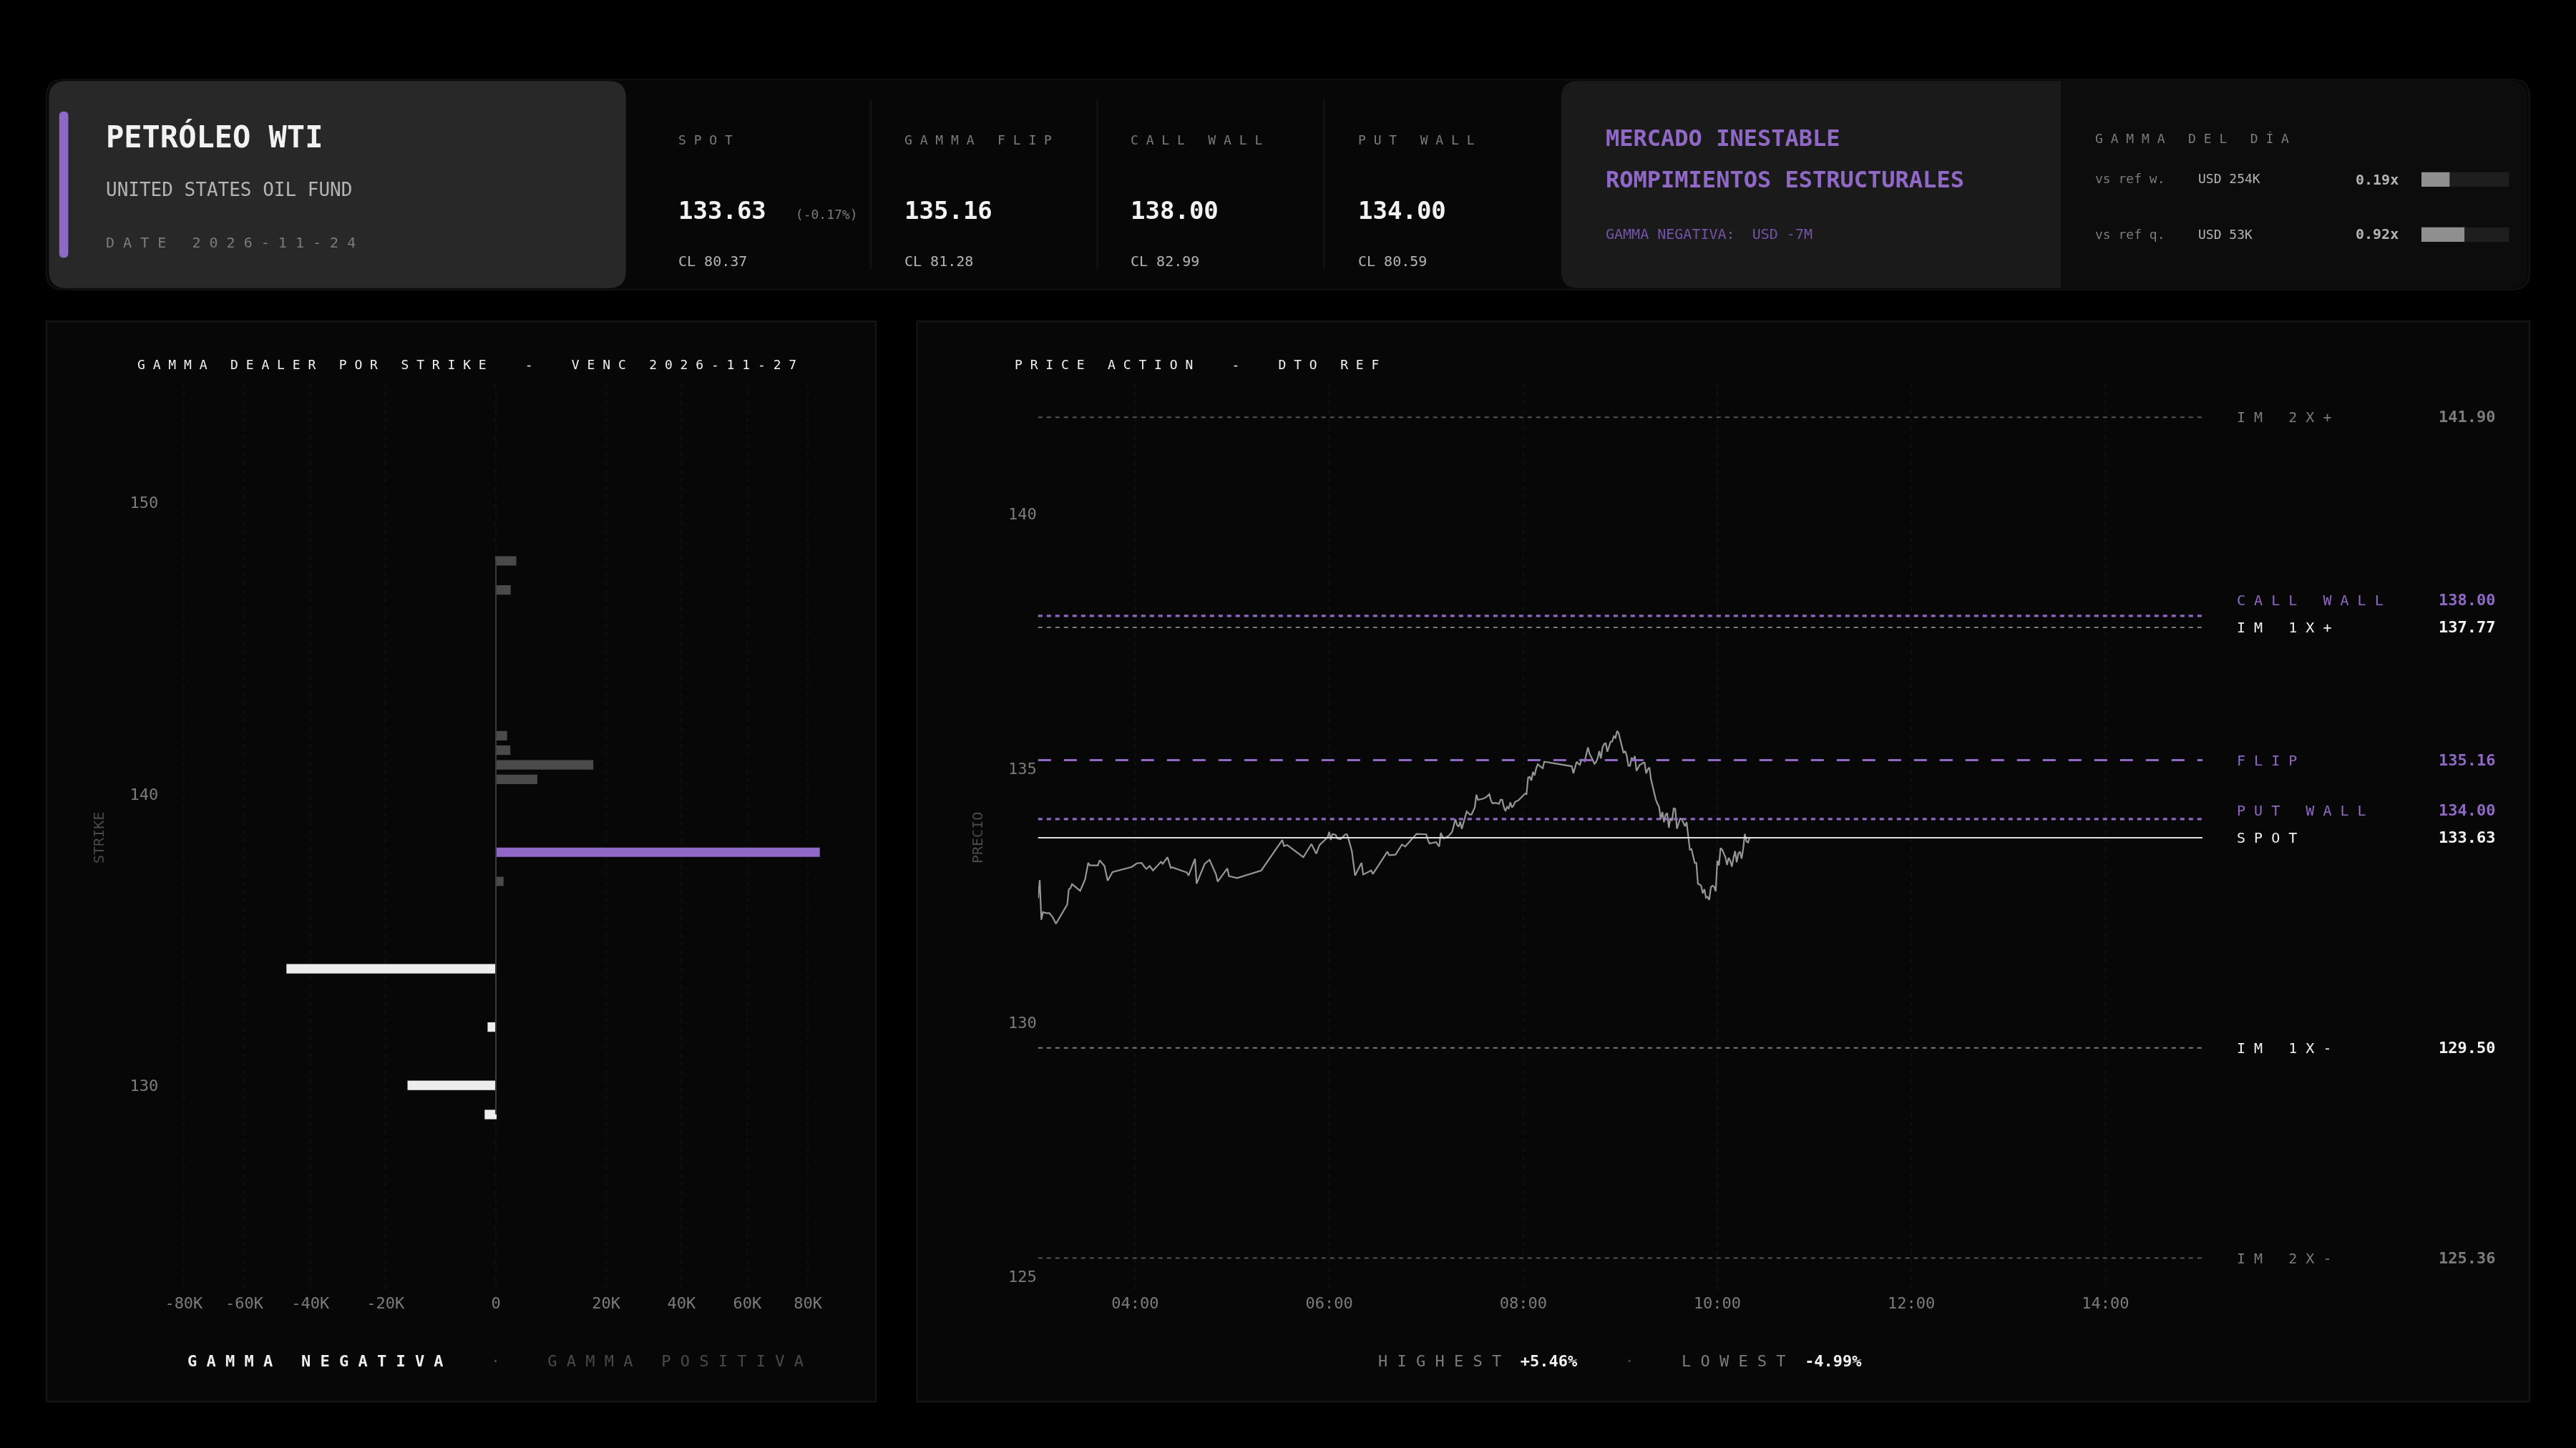 PETRÓLEO WTI
UNITED STATES OIL FUND
DATE 2026-11-24
SPOT
133.63 (-0.17%)
CL 80.37
GAMMA FLIP
135.16
CL 81.28
CALL WALL
138.00
CL 82.99
PUT WALL
134.00
CL 80.59
MERCADO INESTABLE
ROMPIMIENTOS ESTRUCTURALES
GAMMA NEGATIVA: USD -7M
GAMMA DEL DÍA
vs ref w. USD 254K 0.19x
vs ref q. USD 53K 0.92x
GAMMA DEALER POR STRIKE - VENC 2026-11-27
STRIKE
150
140
130
-80K -60K -40K -20K 0 20K 40K 60K 80K
GAMMA NEGATIVA · GAMMA POSITIVA
PRICE ACTION - DTO REF
PRECIO
140
135
130
125
IM 2X+ 141.90
CALL WALL 138.00
IM 1X+ 137.77
FLIP 135.16
PUT WALL 134.00
SPOT 133.63
IM 1X- 129.50
IM 2X- 125.36
04:00 06:00 08:00 10:00 12:00 14:00
HIGHEST +5.46% · LOWEST -4.99%